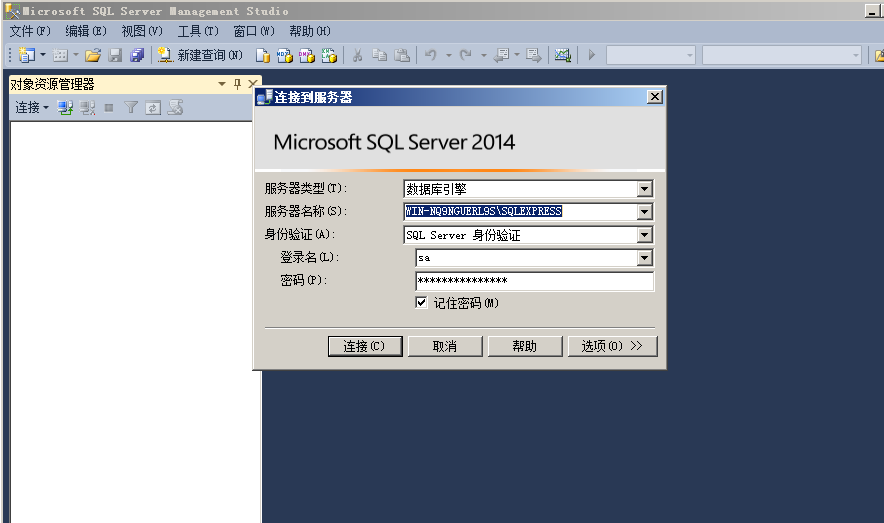 Microsoft SQL Server Management Studio
文件(F) 编辑(E) 视图(V) 工具(T) 窗口(W) 帮助(H)
新建查询(N)
对象资源管理器
连接
连接到服务器
Microsoft SQL Server 2014
服务器类型(T): 数据库引擎
服务器名称(S): WIN-NQ9NGUERL9S\SQLEXPRESS
身份验证(A): SQL Server 身份验证
登录名(L): sa
密码(P): ***************
记住密码(M)
连接(C) 取消 帮助 选项(O) >>